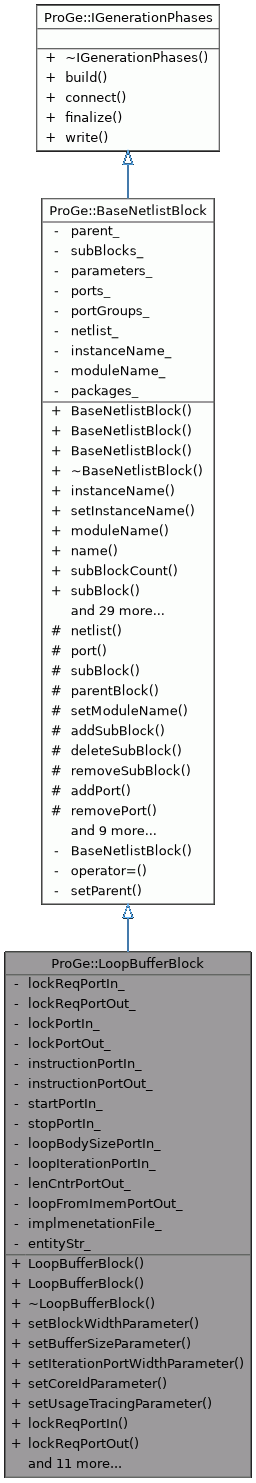 ProGe::IGenerationPhases
+ ~IGenerationPhases()
+ build()
+ connect()
+ finalize()
+ write()
ProGe::BaseNetlistBlock
- parent_
- subBlocks_
- parameters_
- ports_
- portGroups_
- netlist_
- instanceName_
- moduleName_
- packages_
+ BaseNetlistBlock()
+ BaseNetlistBlock()
+ BaseNetlistBlock()
+ ~BaseNetlistBlock()
+ instanceName()
+ setInstanceName()
+ moduleName()
+ name()
+ subBlockCount()
+ subBlock()
and 29 more...
# netlist()
# port()
# subBlock()
# parentBlock()
# setModuleName()
# addSubBlock()
# deleteSubBlock()
# removeSubBlock()
# addPort()
# removePort()
and 9 more...
- BaseNetlistBlock()
- operator=()
- setParent()
ProGe::LoopBufferBlock
- lockReqPortIn_
- lockReqPortOut_
- lockPortIn_
- lockPortOut_
- instructionPortIn_
- instructionPortOut_
- startPortIn_
- stopPortIn_
- loopBodySizePortIn_
- loopIterationPortIn_
- lenCntrPortOut_
- loopFromImemPortOut_
- implmenetationFile_
- entityStr_
+ LoopBufferBlock()
+ LoopBufferBlock()
+ ~LoopBufferBlock()
+ setBlockWidthParameter()
+ setBufferSizeParameter()
+ setIterationPortWidthParameter()
+ setCoreIdParameter()
+ setUsageTracingParameter()
+ lockReqPortIn()
+ lockReqPortOut()
and 11 more...